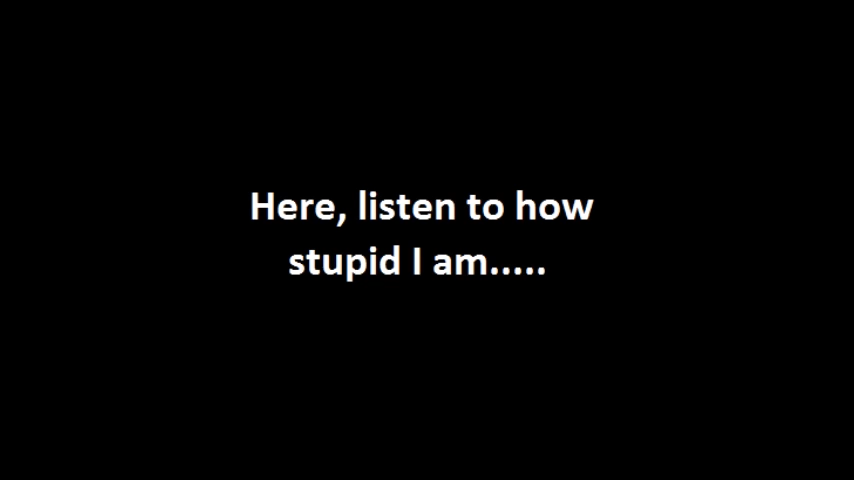 Here, listen to how
stupid I am.....